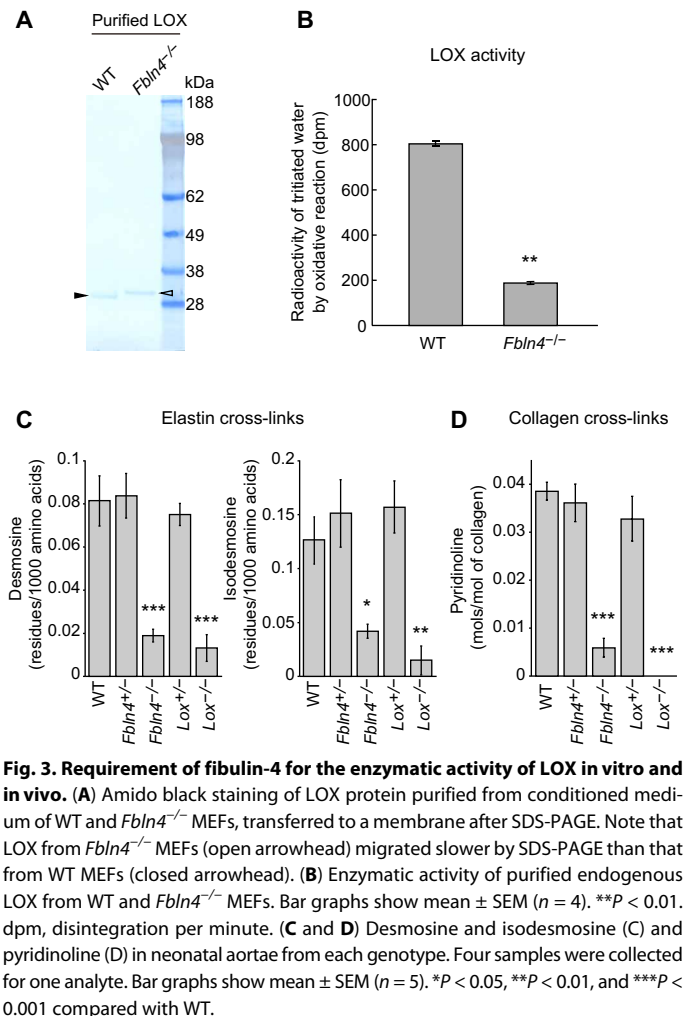 A
Purified LOX
WT
Fbln4−/−
kDa
188
98
62
49
38
28
B
LOX activity
Radioactivity of tritiated water
by oxidative reaction (dpm)
1000
800
600
400
200
0
**
WT
Fbln4−/−
C
Elastin cross-links
Desmosine
(residues/1000 amino acids)
0.1
0.08
0.06
0.04
0.02
0
***
***
WT
Fbln4+/−
Fbln4−/−
Lox+/−
Lox−/−
Isodesmosine
(residues/1000 amino acids)
0.2
0.15
0.1
0.05
0
*
**
WT
Fbln4+/−
Fbln4−/−
Lox+/−
Lox−/−
D
Collagen cross-links
Pyridinoline
(mols/mol of collagen)
0.04
0.03
0.02
0.01
0
***
***
WT
Fbln4+/−
Fbln4−/−
Lox+/−
Lox−/−
Fig. 3. Requirement of fibulin-4 for the enzymatic activity of LOX in vitro and
in vivo. (A) Amido black staining of LOX protein purified from conditioned medi-
um of WT and Fbln4−/− MEFs, transferred to a membrane after SDS-PAGE. Note that
LOX from Fbln4−/− MEFs (open arrowhead) migrated slower by SDS-PAGE than that
from WT MEFs (closed arrowhead). (B) Enzymatic activity of purified endogenous
LOX from WT and Fbln4−/− MEFs. Bar graphs show mean ± SEM (n = 4). **P < 0.01.
dpm, disintegration per minute. (C and D) Desmosine and isodesmosine (C) and
pyridinoline (D) in neonatal aortae from each genotype. Four samples were collected
for one analyte. Bar graphs show mean ± SEM (n = 5). *P < 0.05, **P < 0.01, and ***P <
0.001 compared with WT.